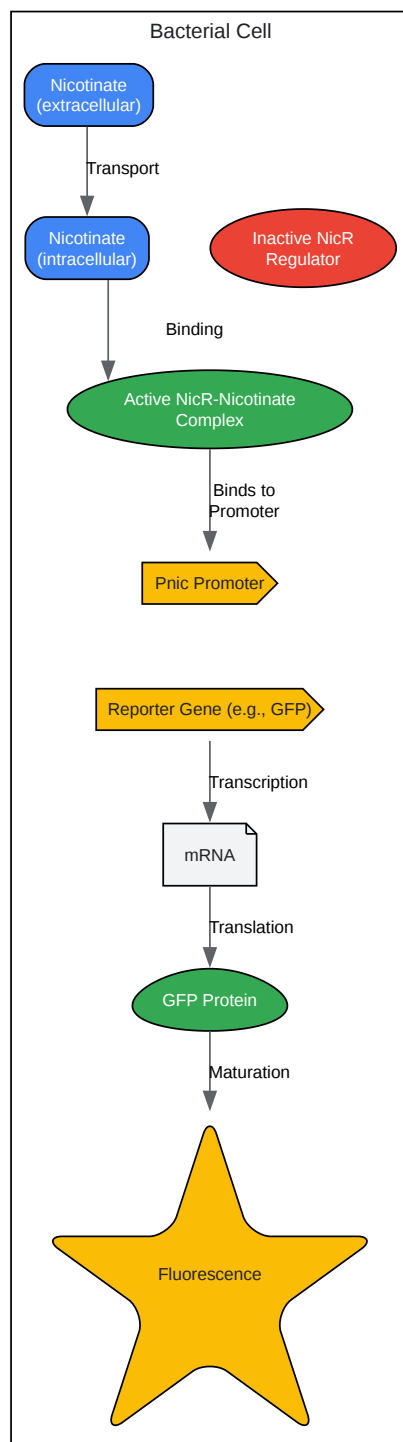 Bacterial Cell
Nicotinate
(extracellular)
Transport
Nicotinate
(intracellular)
Inactive NicR
Regulator
Binding
Active NicR-Nicotinate
Complex
Binds to
Promoter
Pnic Promoter
Reporter Gene (e.g., GFP)
Transcription
mRNA
Translation
GFP Protein
Maturation
Fluorescence